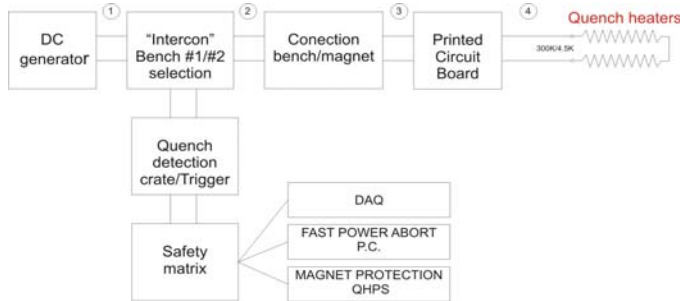 1
2
3
4
Quench heaters
DC
generator
"Intercon"
Bench #1/#2
selection
Conection
bench/magnet
Printed
Circuit
Board
300K/4.5K
Quench
detection
crate/Trigger
Safety
matrix
DAQ
FAST POWER ABORT
P.C.
MAGNET PROTECTION
QHPS